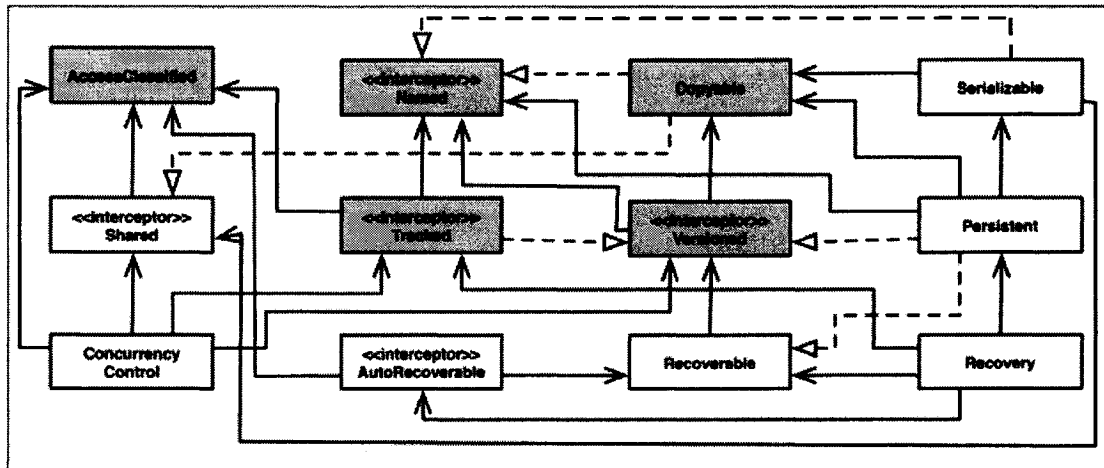 AccessClassified
<<interceptor>>
Named
Copyable
Serializable
<<interceptor>>
Shared
<<interceptor>>
Tracked
<<interceptor>>
Versioned
Persistent
Concurrency
Control
<<interceptor>>
AutoRecoverable
Recoverable
Recovery